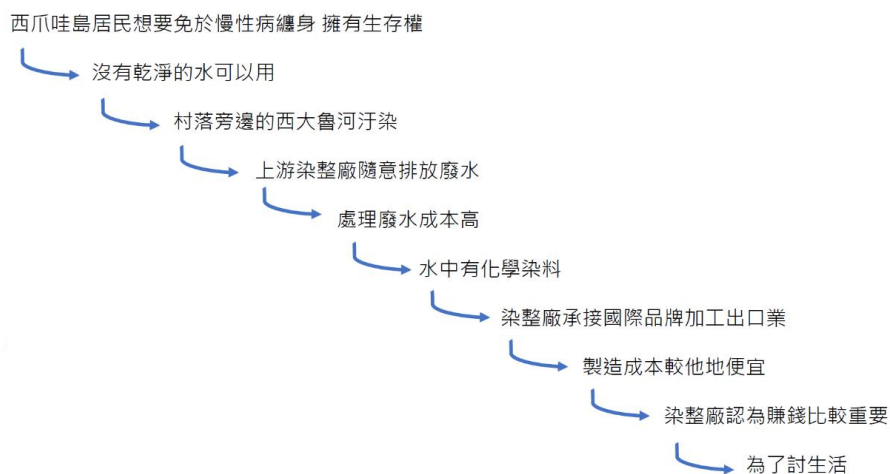 西爪哇島居民想要免於慢性病纏身 擁有生存權
沒有乾淨的水可以用
村落旁邊的西大魯河汙染
上游染整廠隨意排放廢水
處理廢水成本高
水中有化學染料
染整廠承接國際品牌加工出口業
製造成本較他地便宜
染整廠認為賺錢比較重要
為了討生活